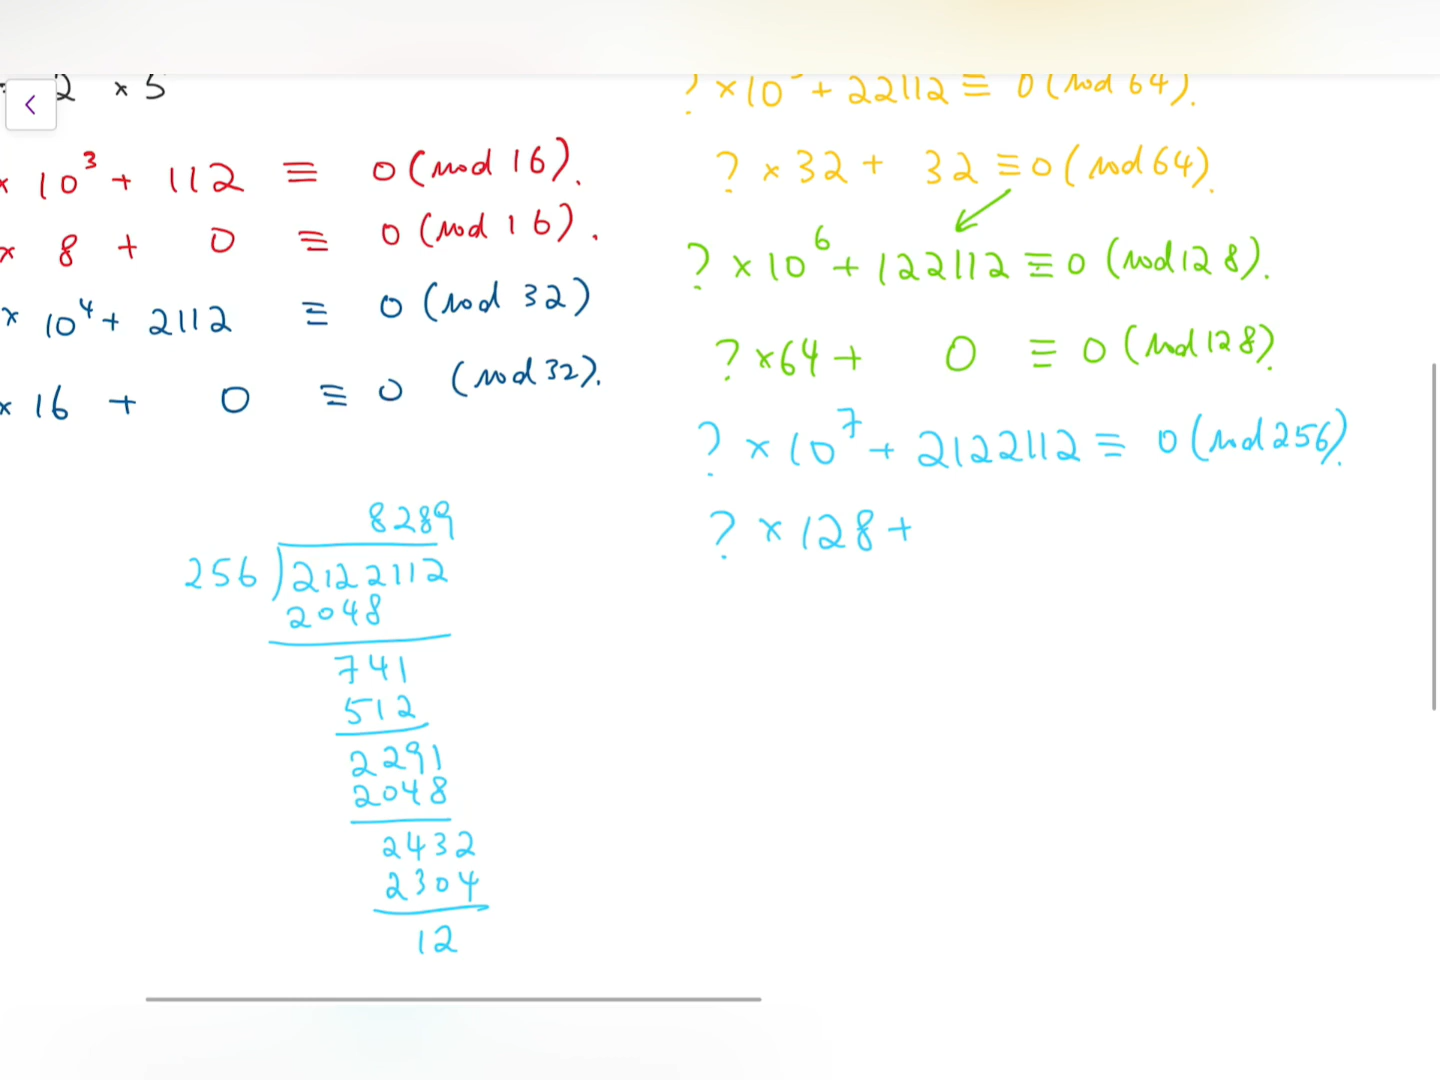 2 × 5
× 10³ + 112 ≡ 0 (mod 16).
× 8 + 0 ≡ 0 (mod 16).
× 10⁴ + 2112 ≡ 0 (mod 32)
× 16 + 0 ≡ 0 (mod 32).
8289
256 ) 2122112
2048
741
512
2291
2048
2432
2304
12
? × 10⁵ + 22112 ≡ 0 (mod 64).
? × 32 + 32 ≡ 0 (mod 64).
? × 10⁶ + 122112 ≡ 0 (mod 128).
? × 64 + 0 ≡ 0 (mod 128).
? × 10⁷ + 2122112 ≡ 0 (mod 256).
? × 128 +